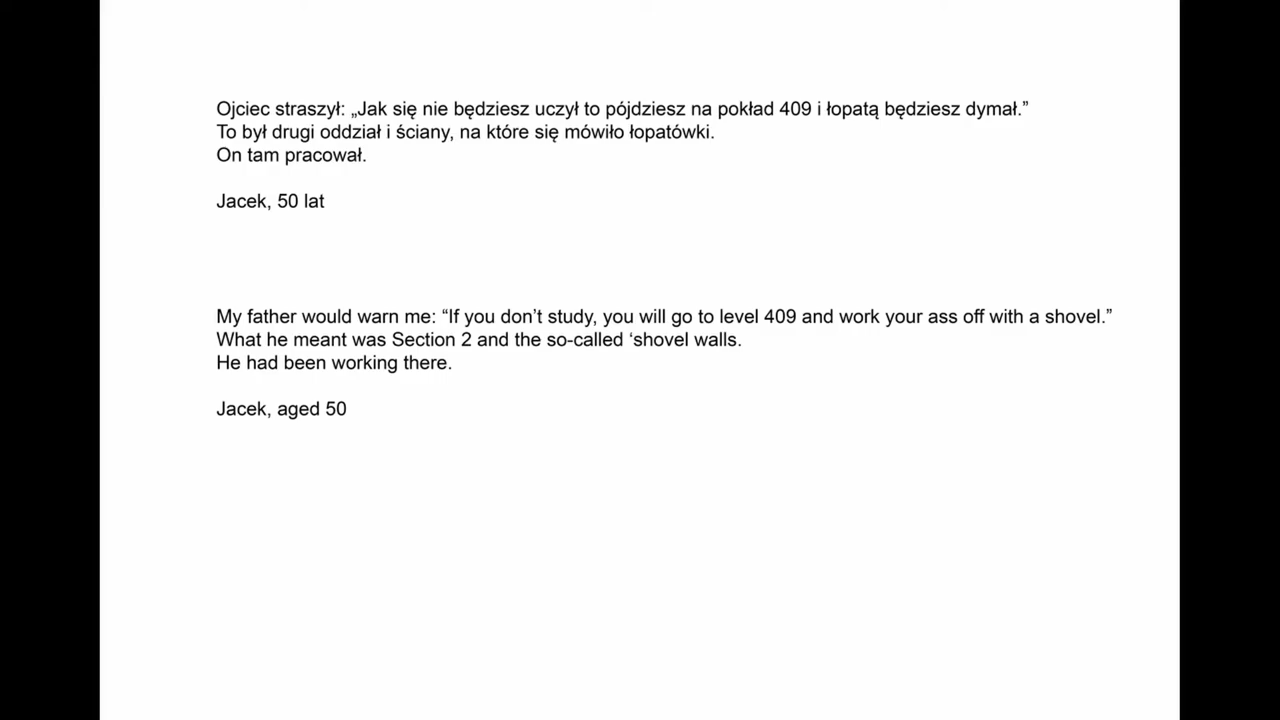 Ojciec straszył: „Jak się nie będziesz uczył to pójdziesz na pokład 409 i łopatą będziesz dymał.”
To był drugi oddział i ściany, na które się mówiło łopatówki.
On tam pracował.
Jacek, 50 lat
My father would warn me: “If you don’t study, you will go to level 409 and work your ass off with a shovel.”
What he meant was Section 2 and the so-called ‘shovel walls.
He had been working there.
Jacek, aged 50